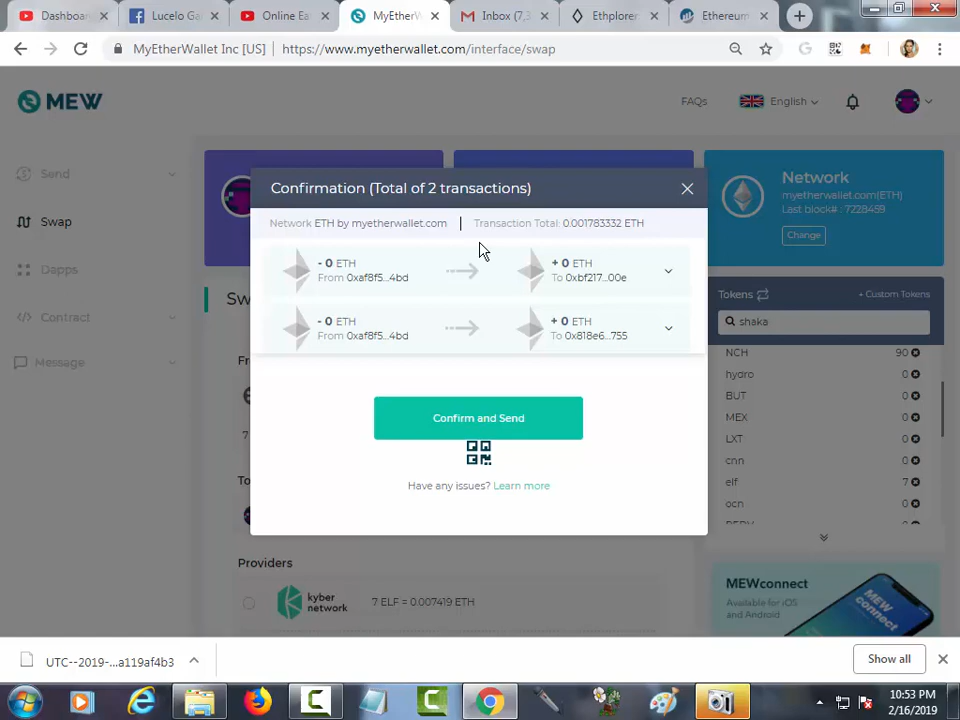 Dashboar
Lucelo Ga
Online Ea
MyEtherW
Inbox (7,
Ethplorer
Ethereum
MyEtherWallet Inc [US]
https://www.myetherwallet.com/interface/swap
MEW
FAQs
English
Send
Swap
Dapps
Contract
Message
Network
myetherwallet.com(ETH)
Last block# : 7228459
Change
Confirmation (Total of 2 transactions)
Network ETH by myetherwallet.com
Transaction Total: 0.001783332 ETH
- 0 ETH
From 0xaf8f5...4bd
+ 0 ETH
To 0xbf217...00e
- 0 ETH
From 0xaf8f5...4bd
+ 0 ETH
To 0x818e6...755
Confirm and Send
Have any issues? Learn more
Sw
Fr
7
To
Providers
kyber
network
7 ELF = 0.007419 ETH
Tokens
+ Custom Tokens
shaka
NCH 90
hydro 0
BUT 0
MEX 0
LXT 0
cnn 0
elf 7
ocn 0
MEWconnect
Available for iOS
and Android
UTC--2019-...a119af4b3
Show all
10:53 PM
2/16/2019